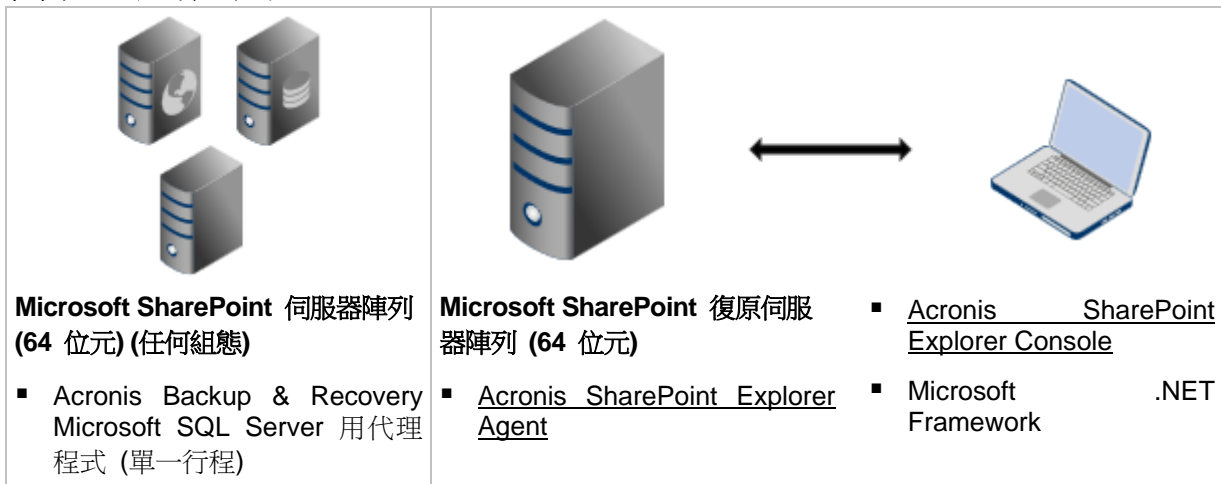 Microsoft SharePoint 伺服器陣列
(64 位元) (任何組態)
■ Acronis Backup & Recovery
Microsoft SQL Server 用代理
程式 (單一行程)
Microsoft SharePoint 復原伺服
器陣列 (64 位元)
■ Acronis SharePoint Explorer
Agent
■ Acronis SharePoint
Explorer Console
■ Microsoft .NET
Framework